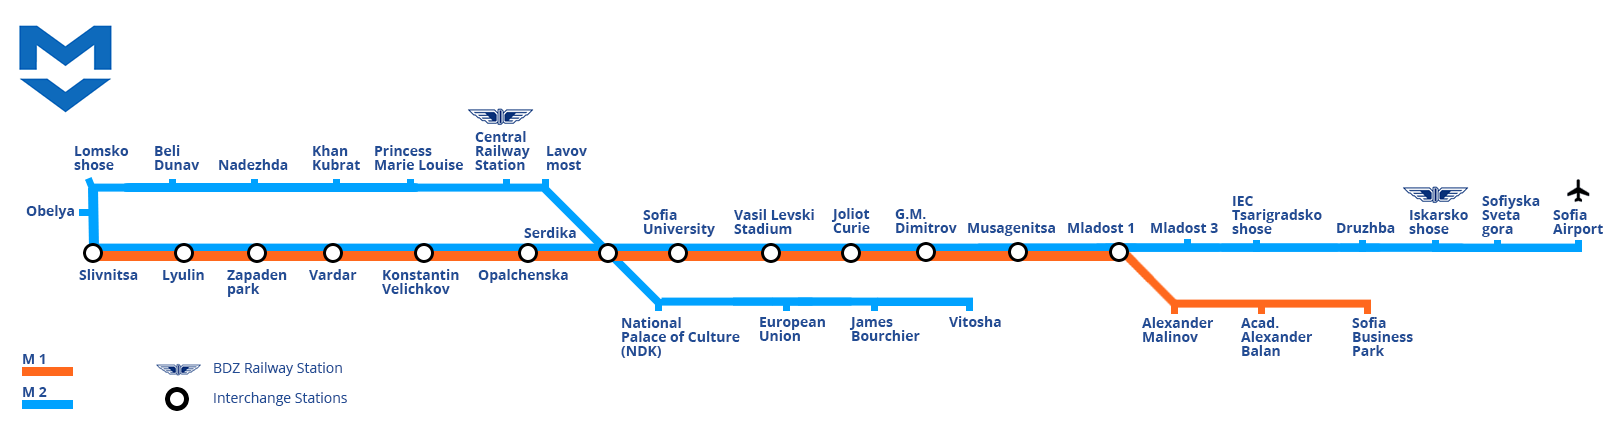 Lomsko
shose
Beli
Dunav
Nadezhda
Khan
Kubrat
Princess
Marie Louise
Central
Railway
Station
Lavov
most
Obelya
Serdika
Sofia
University
Vasil Levski
Stadium
Joliot
Curie
G.M.
Dimitrov
Musagenitsa
Mladost 1
Mladost 3
IEC
Tsarigradsko
shose
Druzhba
Iskarsko
shose
Sofiyska
Sveta
gora
Sofia
Airport
Slivnitsa
Lyulin
Zapaden
park
Vardar
Konstantin
Velichkov
Opalchenska
National
Palace of Culture
(NDK)
European
Union
James
Bourchier
Vitosha
Alexander
Malinov
Acad.
Alexander
Balan
Sofia
Business
Park
M 1
M 2
BDZ Railway Station
Interchange Stations